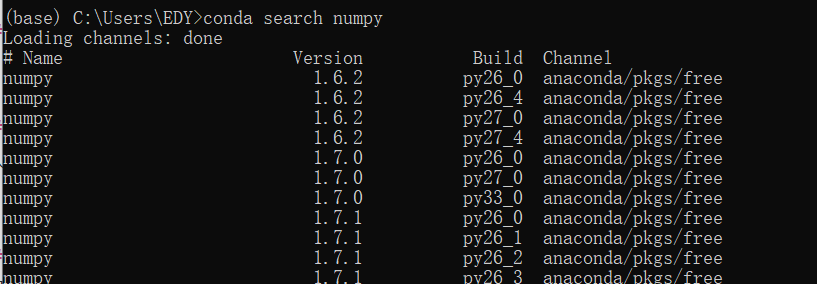 (base) C:\Users\EDY>conda search numpy
Loading channels: done
# Name Version Build Channel
numpy 1.6.2 py26_0 anaconda/pkgs/free
numpy 1.6.2 py26_4 anaconda/pkgs/free
numpy 1.6.2 py27_0 anaconda/pkgs/free
numpy 1.6.2 py27_4 anaconda/pkgs/free
numpy 1.7.0 py26_0 anaconda/pkgs/free
numpy 1.7.0 py27_0 anaconda/pkgs/free
numpy 1.7.0 py33_0 anaconda/pkgs/free
numpy 1.7.1 py26_0 anaconda/pkgs/free
numpy 1.7.1 py26_1 anaconda/pkgs/free
numpy 1.7.1 py26_2 anaconda/pkgs/free
numpy 1.7.1 py26_3 anaconda/pkgs/free